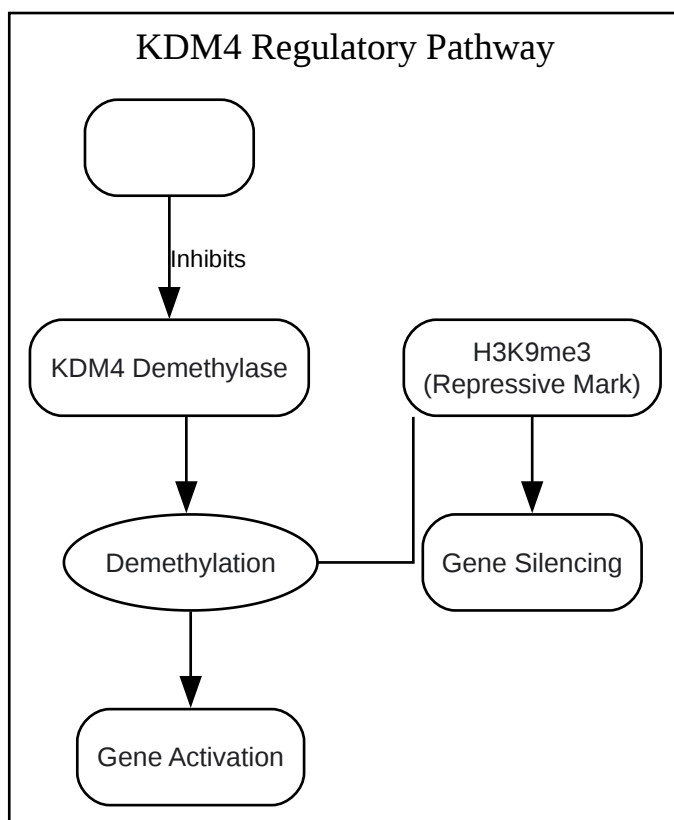 KDM4 Regulatory Pathway
Inhibits
KDM4 Demethylase
H3K9me3
(Repressive Mark)
Demethylation
Gene Silencing
Gene Activation